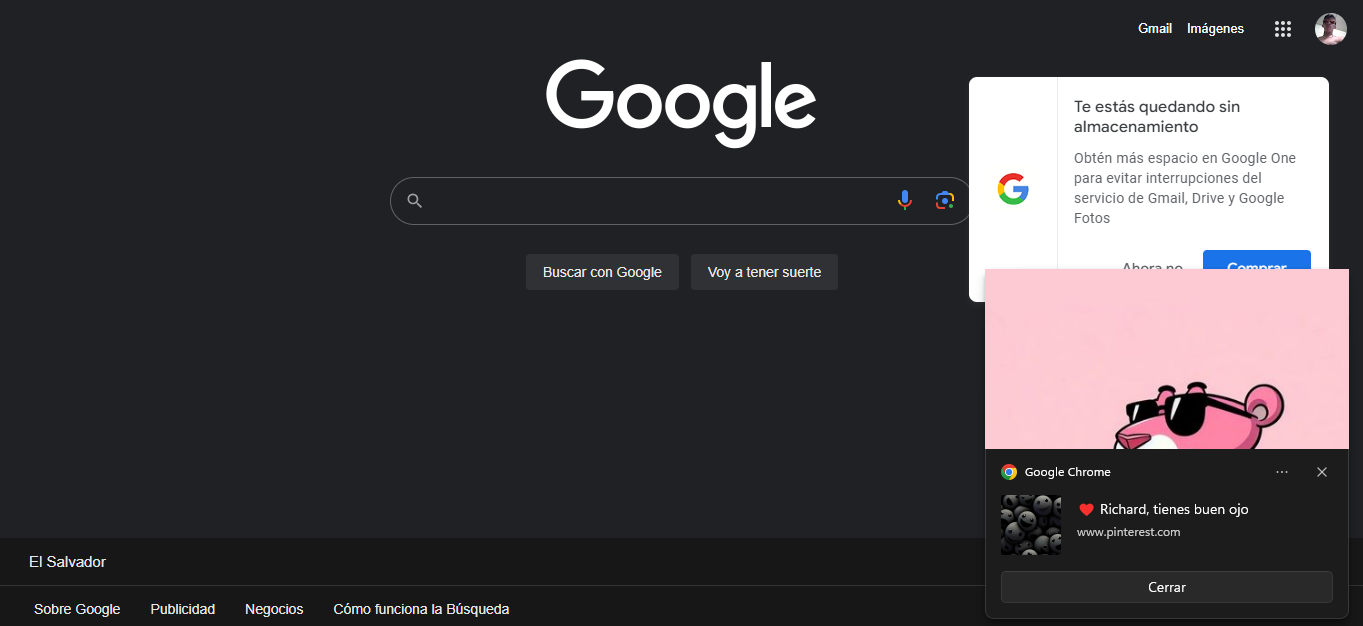 Gmail
Imágenes
Google
Te estás quedando sin
almacenamiento
Obtén más espacio en Google One
para evitar interrupciones del
servicio de Gmail, Drive y Google
Fotos
Ahora no
Comprar
Buscar con Google
Voy a tener suerte
Google Chrome
❤️ Richard, tienes buen ojo
www.pinterest.com
Cerrar
El Salvador
Sobre Google
Publicidad
Negocios
Cómo funciona la Búsqueda